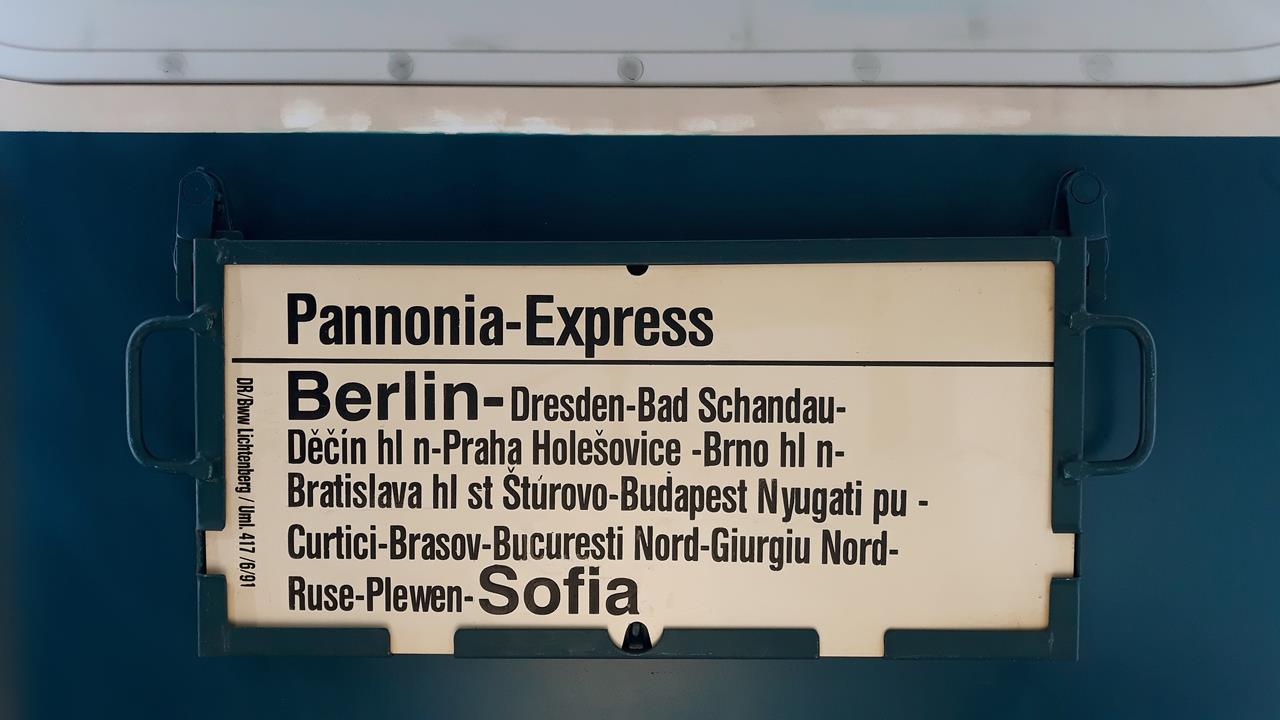 Pannonia-Express
Berlin-Dresden-Bad Schandau-
Děčín hl n-Praha Holešovice -Brno hl n-
Bratislava hl st Štúrovo-Budapest Nyugati pu -
Curtici-Brasov-Bucuresti Nord-Giurgiu Nord-
Ruse-Plewen-Sofia
DR/Bww Lichtenberg / Uml. 417 /6/91